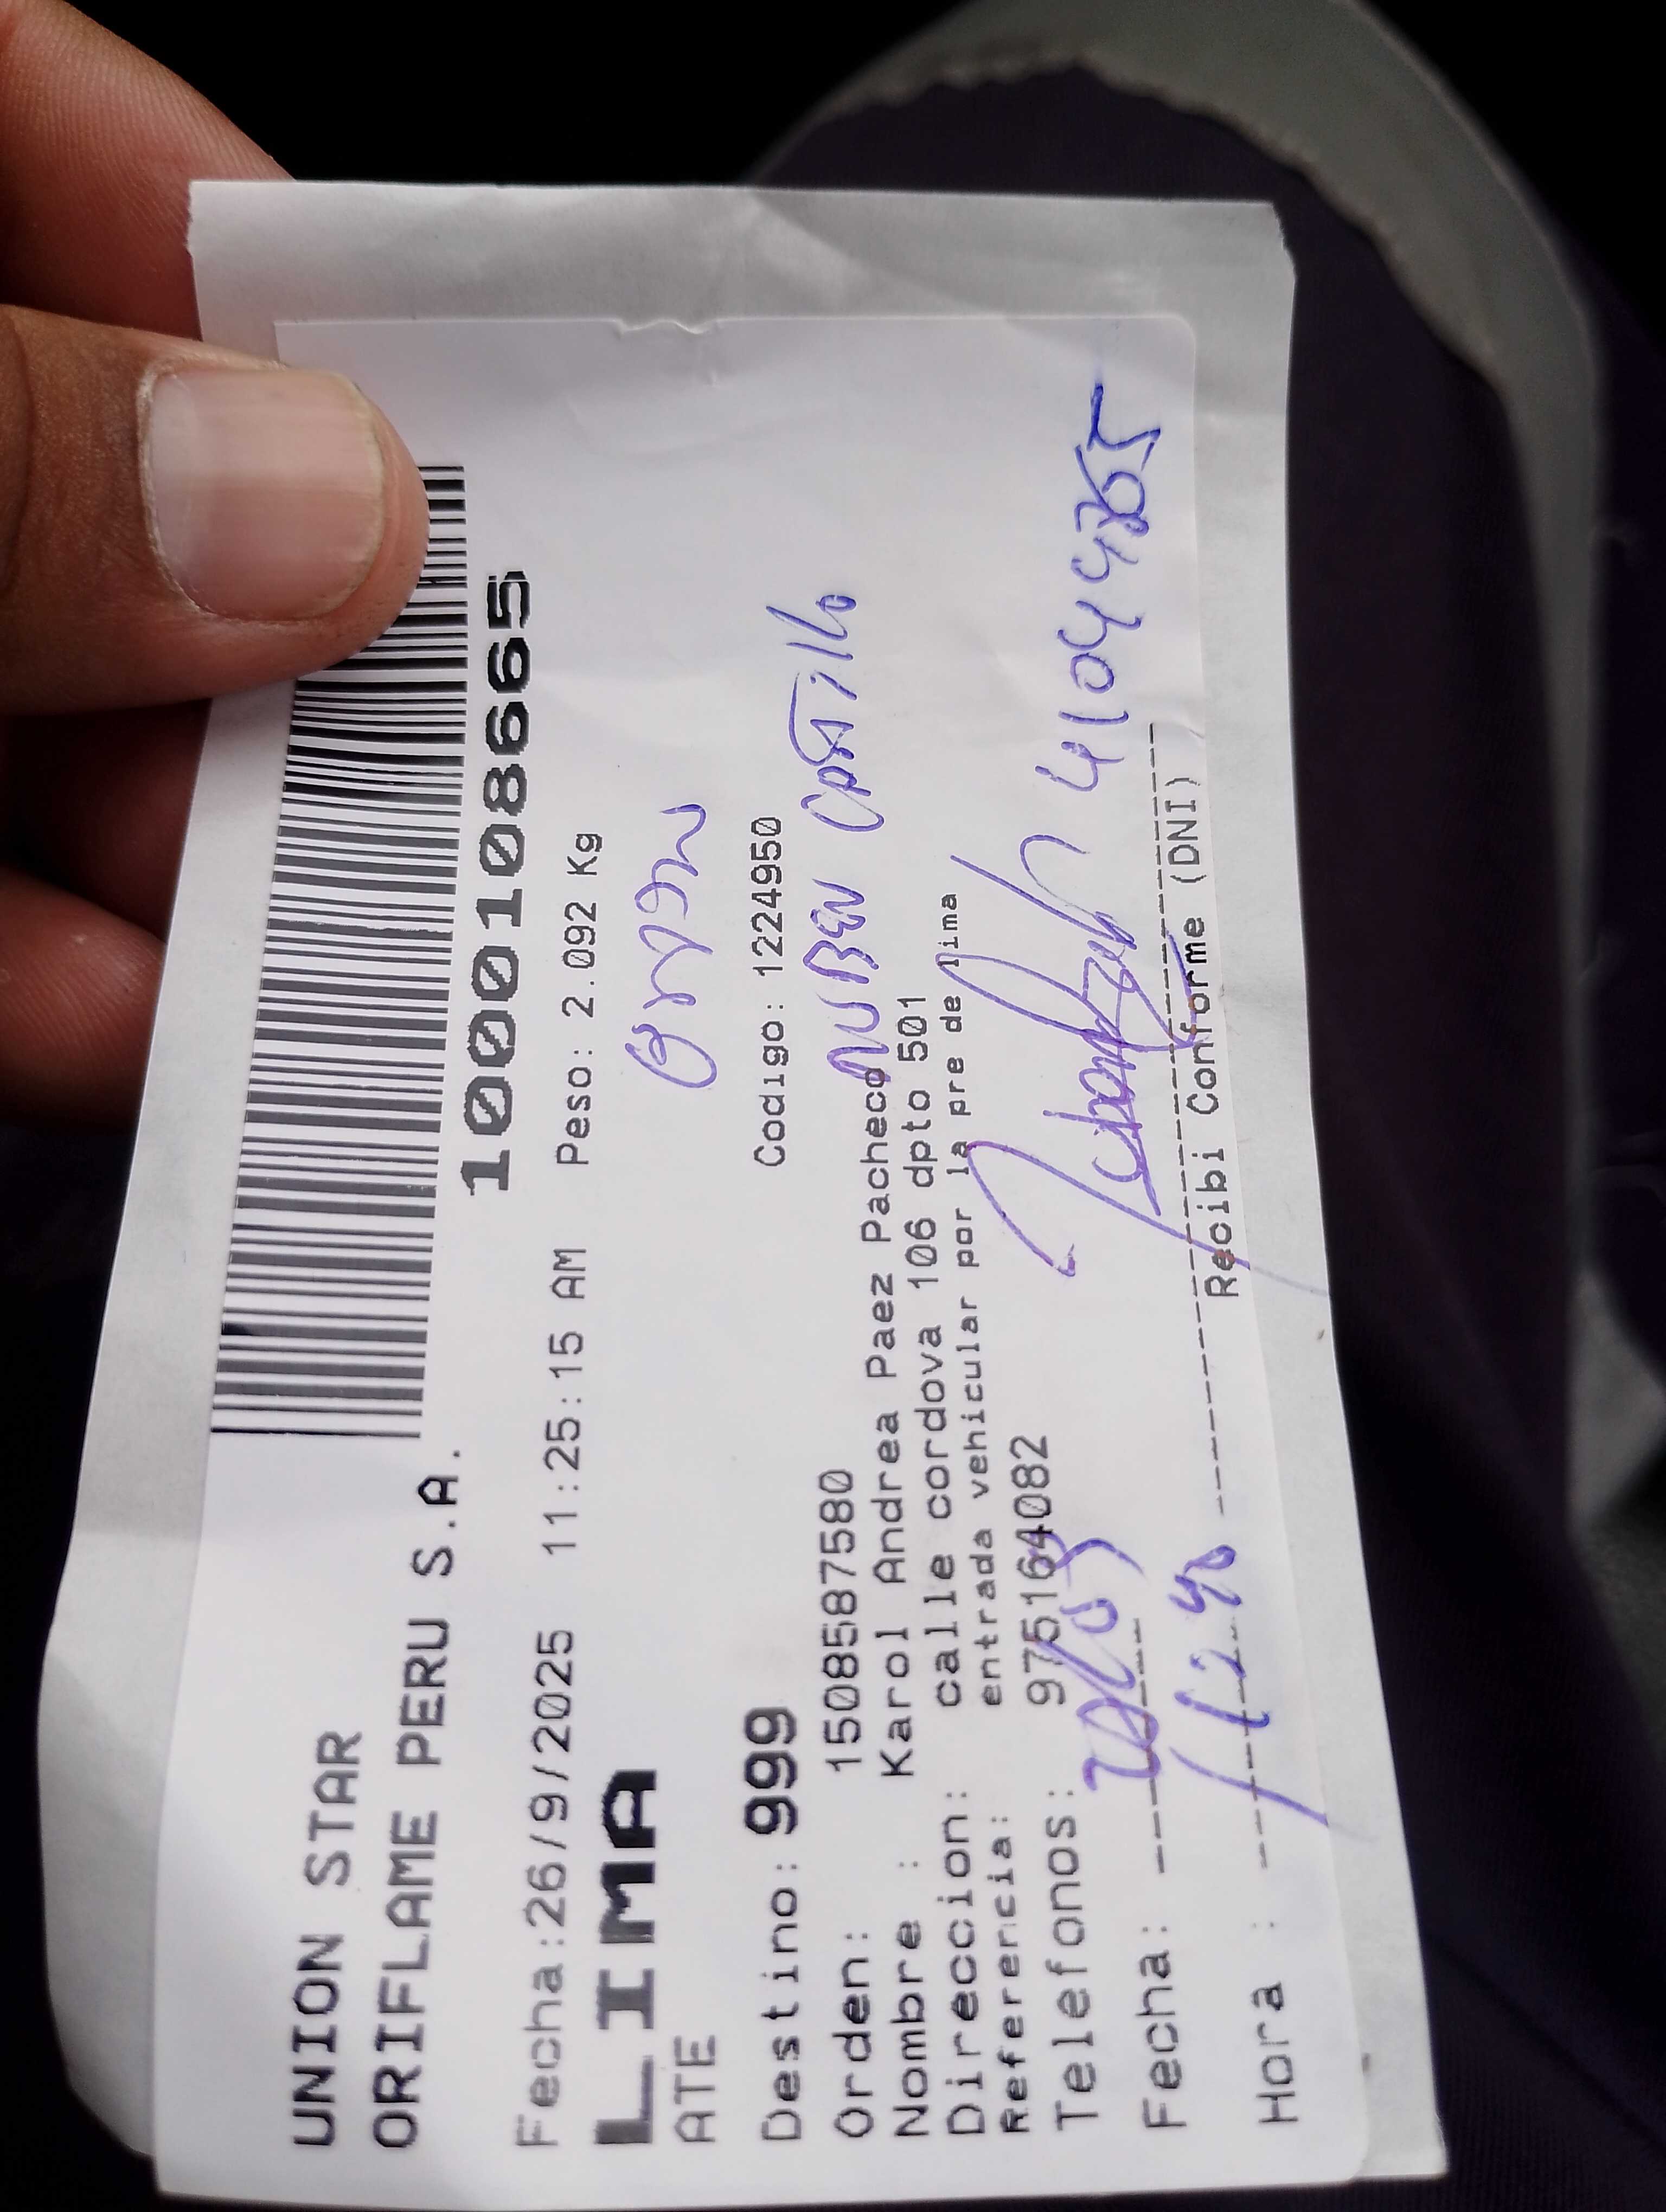 UNION STAR
ORIFLAME PERU S.A.
1000108665
Fecha:26/9/2025 11:25:15 AM Peso: 2.092 Kg
LIMA
ATE
Destino: 999 Codigo: 1224950
Orden: 15085587580
Nombre : Karol Andrea Paez Pacheco
Direccion: calle cordova 106 dpto 501
Referencia: entrada vehicular por la pre de lima
Telefonos: 975164082
Fecha:
Hora :
Recibi Conforme (DNI)